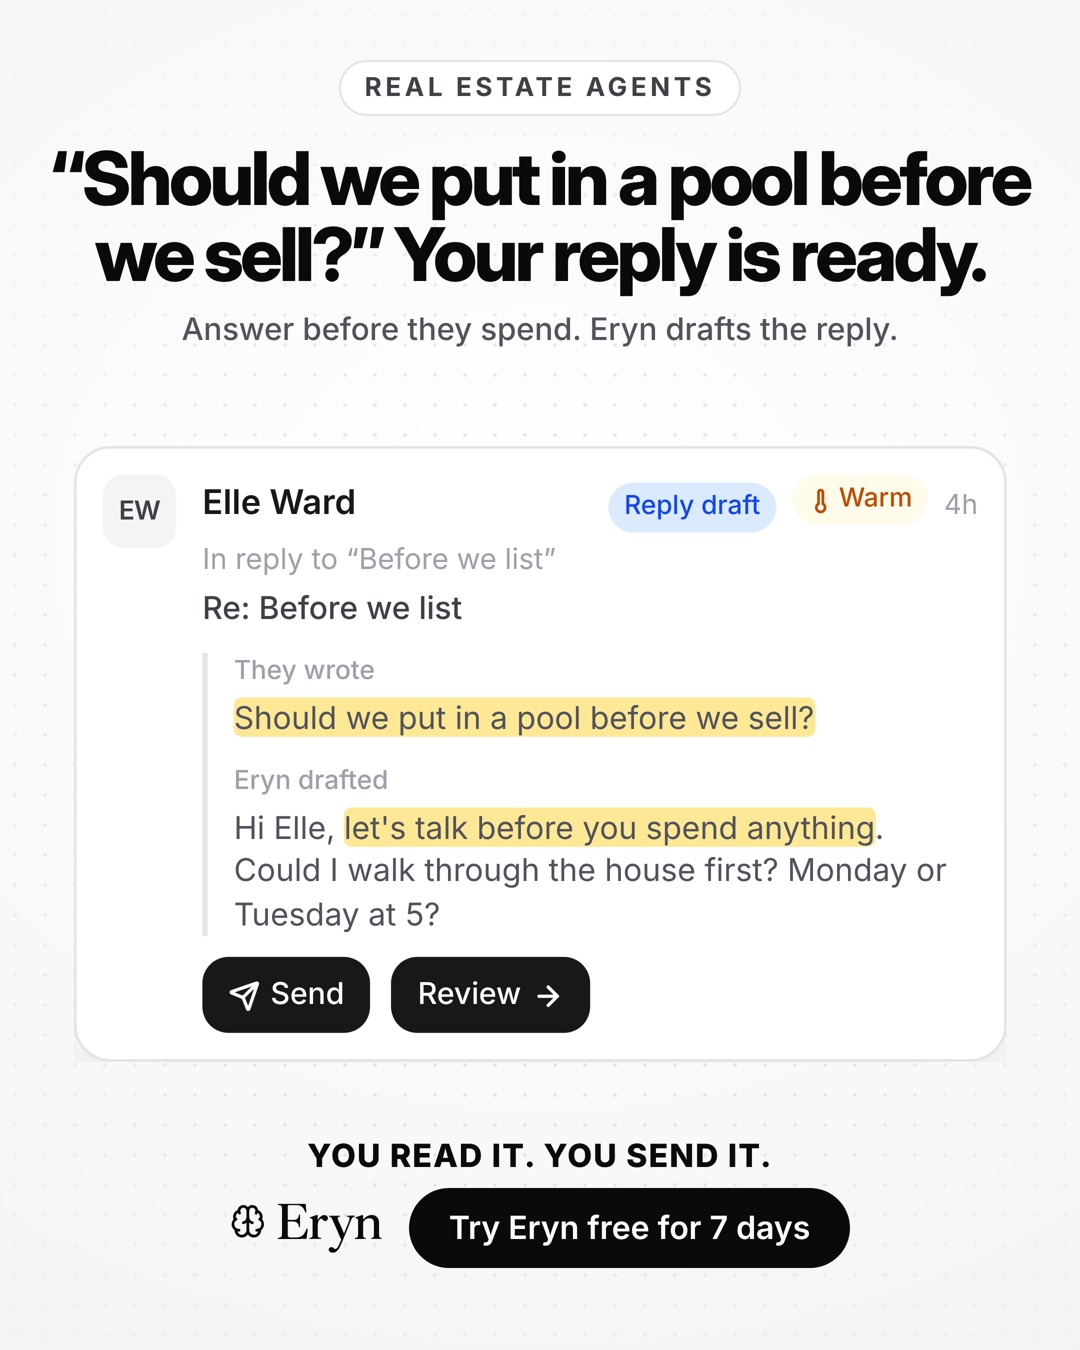 REAL ESTATE AGENTS
“Should we put in a pool before
we sell?” Your reply is ready.
Answer before they spend. Eryn drafts the reply.
EW
Elle Ward
Reply draft
Warm
4h
In reply to “Before we list”
Re: Before we list
They wrote
Should we put in a pool before we sell?
Eryn drafted
Hi Elle, let's talk before you spend anything.
Could I walk through the house first? Monday or
Tuesday at 5?
Send
Review →
YOU READ IT. YOU SEND IT.
Eryn
Try Eryn free for 7 days